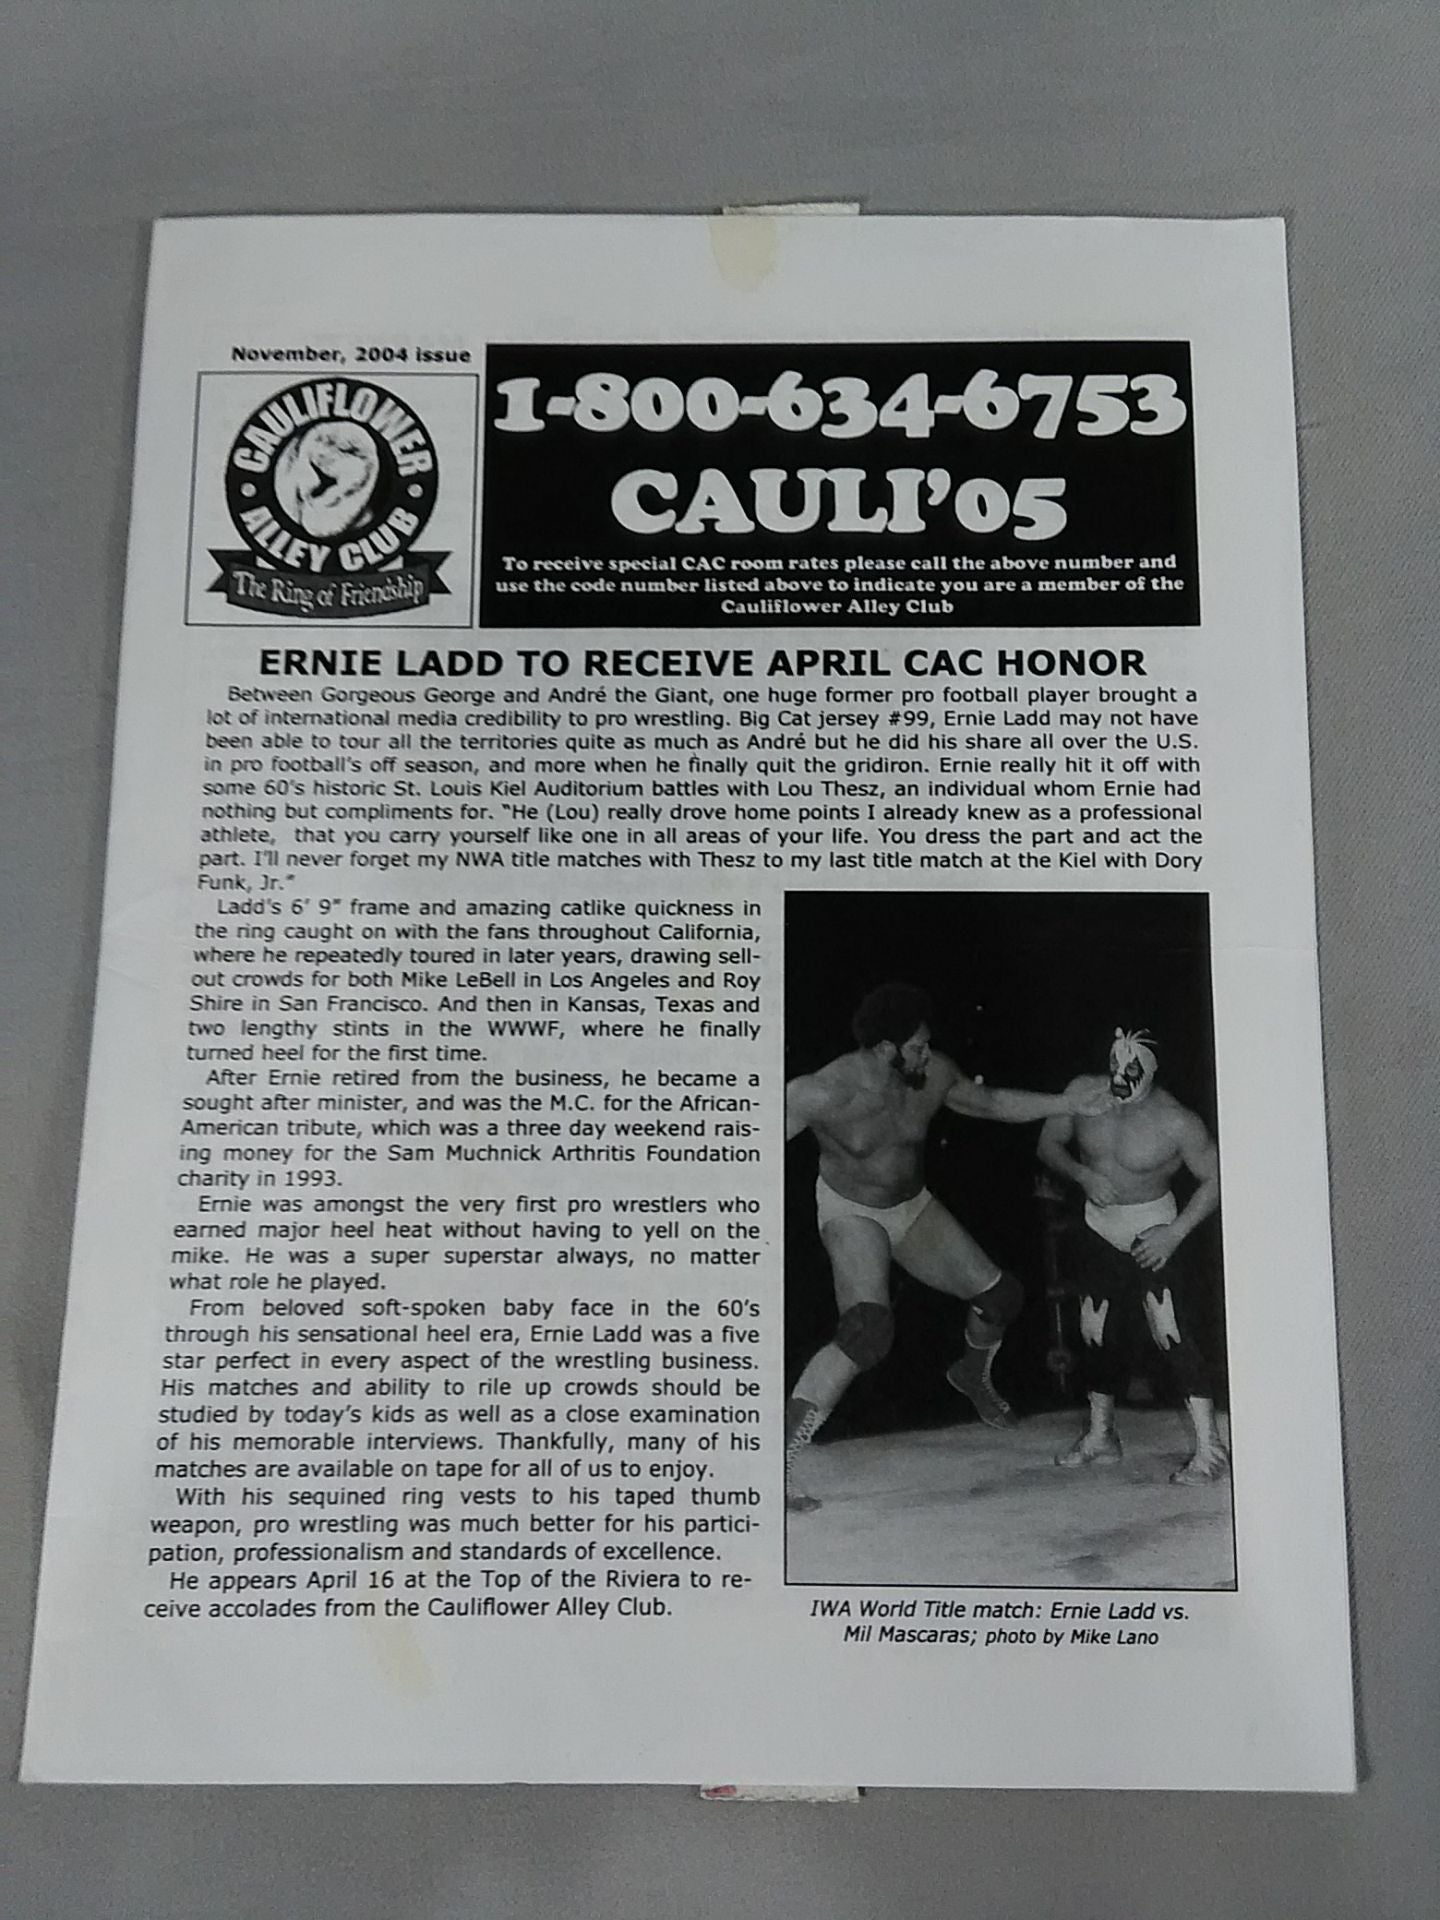 November, 2004 issue
CAULIFLOWER
ALLEY CLUB
The Ring of Friendship
1-800-634-6753
CAULI'05
To receive special CAC room rates please call the above number and
use the code number listed above to indicate you are a member of the
Cauliflower Alley Club
ERNIE LADD TO RECEIVE APRIL CAC HONOR
Between Gorgeous George and André the Giant, one huge former pro football player brought a
lot of international media credibility to pro wrestling. Big Cat jersey #99, Ernie Ladd may not have
been able to tour all the territories quite as much as André but he did his share all over the U.S.
in pro football's off season, and more when he finally quit the gridiron. Ernie really hit it off with
some 60's historic St. Louis Kiel Auditorium battles with Lou Thesz, an individual whom Ernie had
nothing but compliments for. "He (Lou) really drove home points I already knew as a professional
athlete, that you carry yourself like one in all areas of your life. You dress the part and act the
part. I'll never forget my NWA title matches with Thesz to my last title match at the Kiel with Dory
Funk, Jr."
Ladd's 6' 9" frame and amazing catlike quickness in
the ring caught on with the fans throughout California,
where he repeatedly toured in later years, drawing sell-
out crowds for both Mike LeBell in Los Angeles and Roy
Shire in San Francisco. And then in Kansas, Texas and
two lengthy stints in the WWWF, where he finally
turned heel for the first time.
After Ernie retired from the business, he became a
sought after minister, and was the M.C. for the African-
American tribute, which was a three day weekend rais-
ing money for the Sam Muchnick Arthritis Foundation
charity in 1993.
Ernie was amongst the very first pro wrestlers who
earned major heel heat without having to yell on the
mike. He was a super superstar always, no matter
what role he played.
From beloved soft-spoken baby face in the 60's
through his sensational heel era, Ernie Ladd was a five
star perfect in every aspect of the wrestling business.
His matches and ability to rile up crowds should be
studied by today's kids as well as a close examination
of his memorable interviews. Thankfully, many of his
matches are available on tape for all of us to enjoy.
With his sequined ring vests to his taped thumb
weapon, pro wrestling was much better for his partici-
pation, professionalism and standards of excellence.
He appears April 16 at the Top of the Riviera to re-
ceive accolades from the Cauliflower Alley Club.
IWA World Title match: Ernie Ladd vs.
Mil Mascaras; photo by Mike Lano